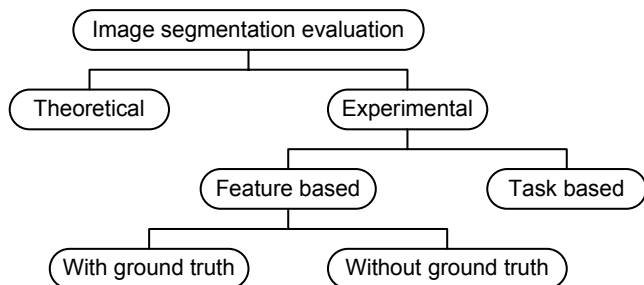 Image segmentation evaluation
Theoretical
Experimental
Feature based
Task based
With ground truth
Without ground truth